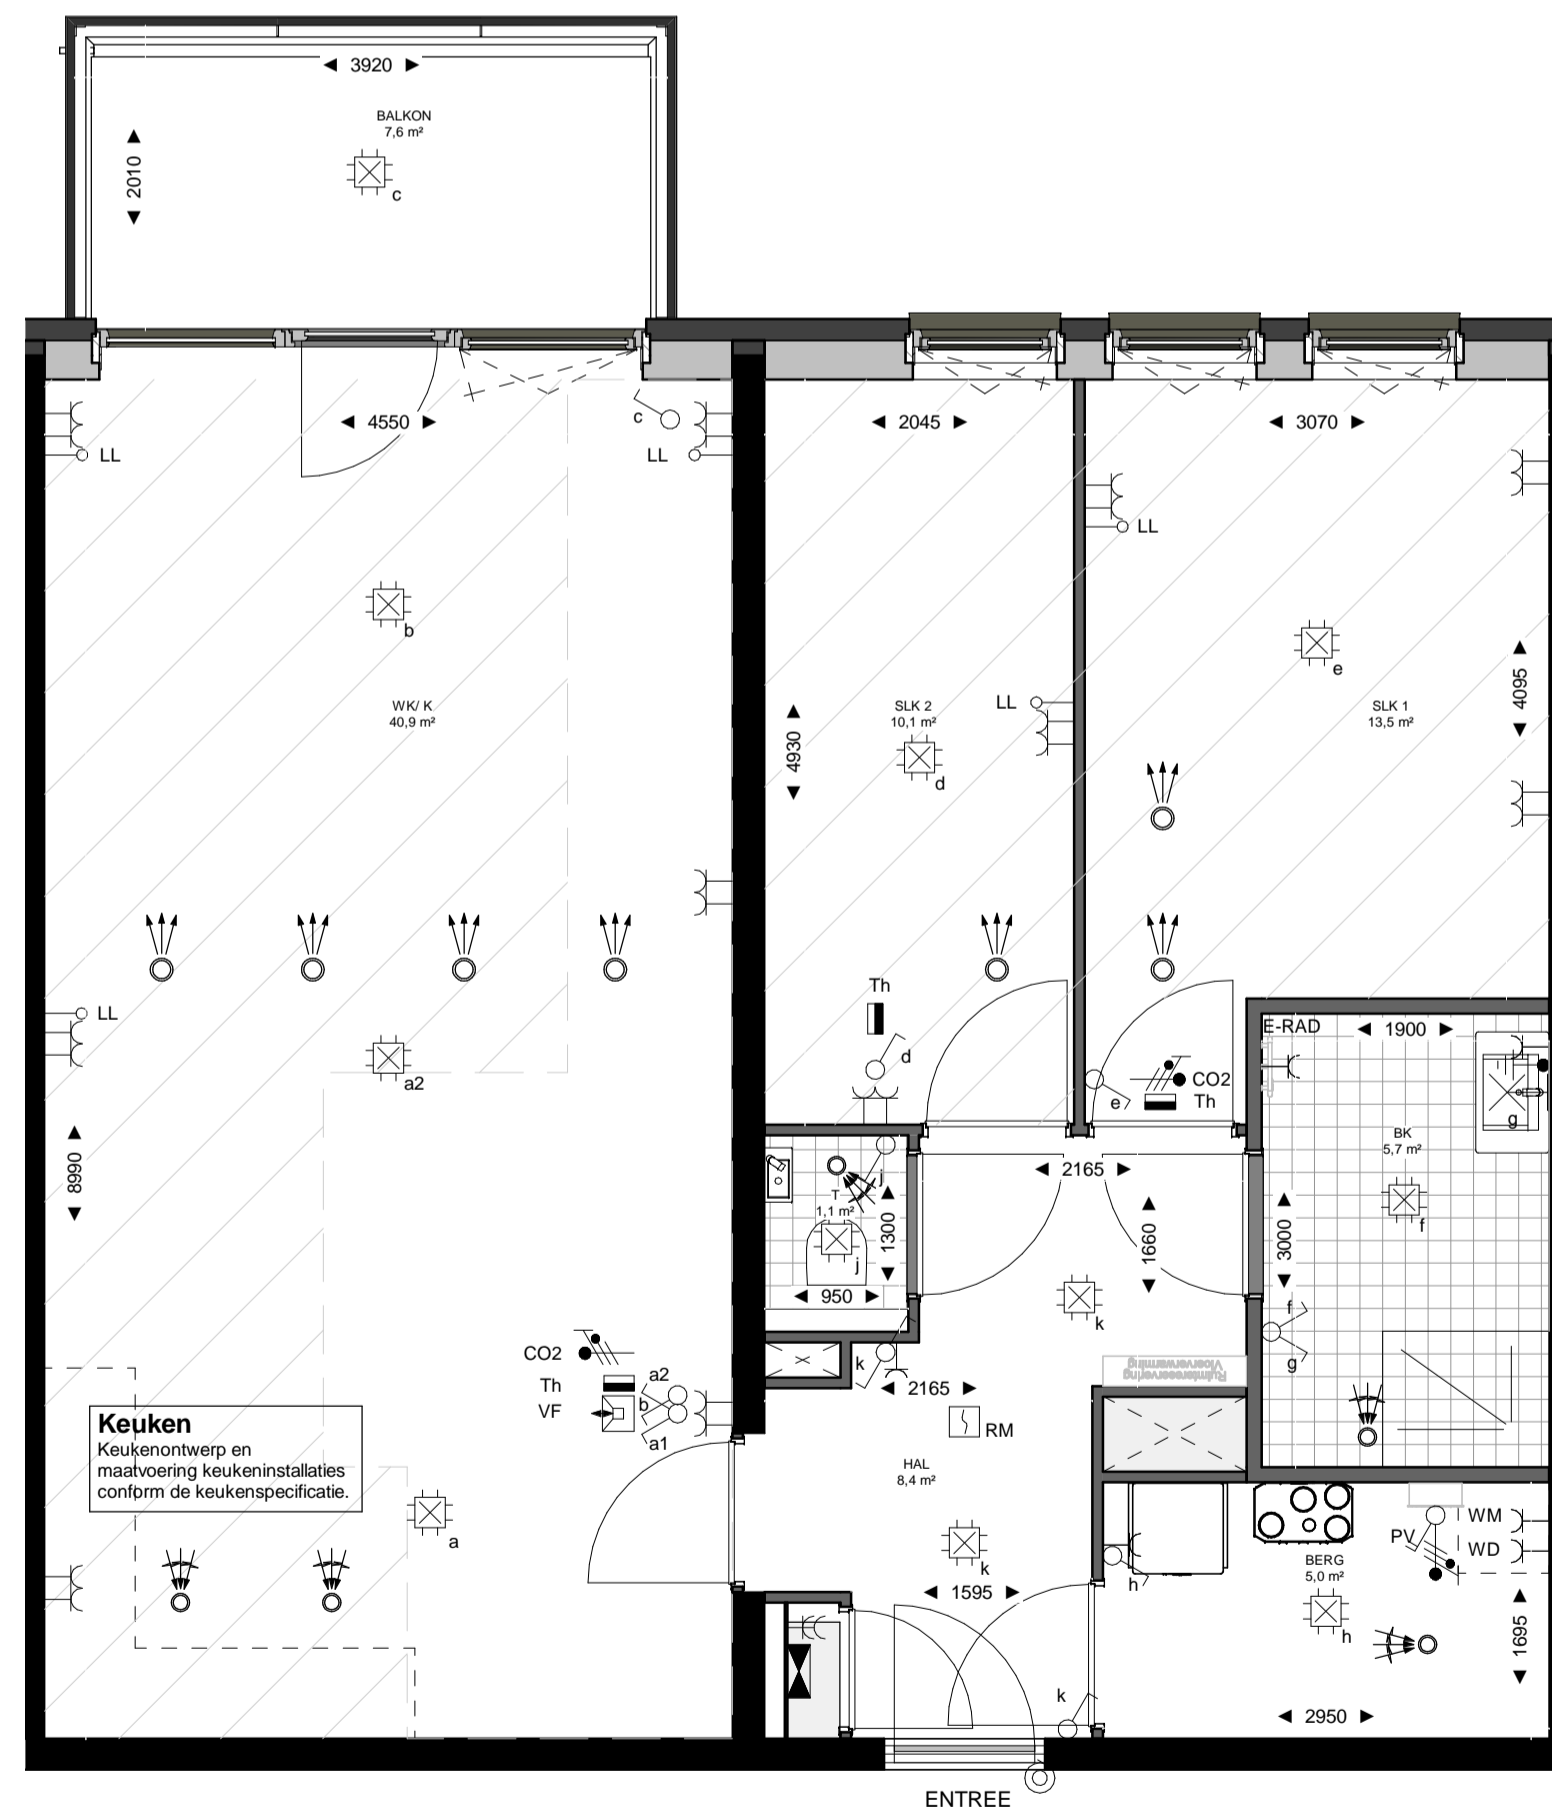 3920
BALKON
7,6 m²
2010
c
4550
c
LL
LL
2045
3070
LL
b
e
WK/ K
40,9 m²
LL
SLK 2
10,1 m²
SLK 1
13,5 m²
4095
4930
d
Th
LL
E-RAD
1900
d
a2
CO2
e
Th
g
BK
5,7 m²
8990
2165
j
T
1,1 m²
1300
1660
3000
f
j
950
k
f
CO2
k
g
Ruimtereservering
Vloerverwarming
Th
a2
2165
VF
b
a1
RM
Keuken
Keukenontwerp en
maatvoering keukeninstallaties
conform de keukenspecificatie.
HAL
8,4 m²
a
PV
WM
WD
k
h
BERG
5,0 m²
1595
h
1695
k
2950
ENTREE